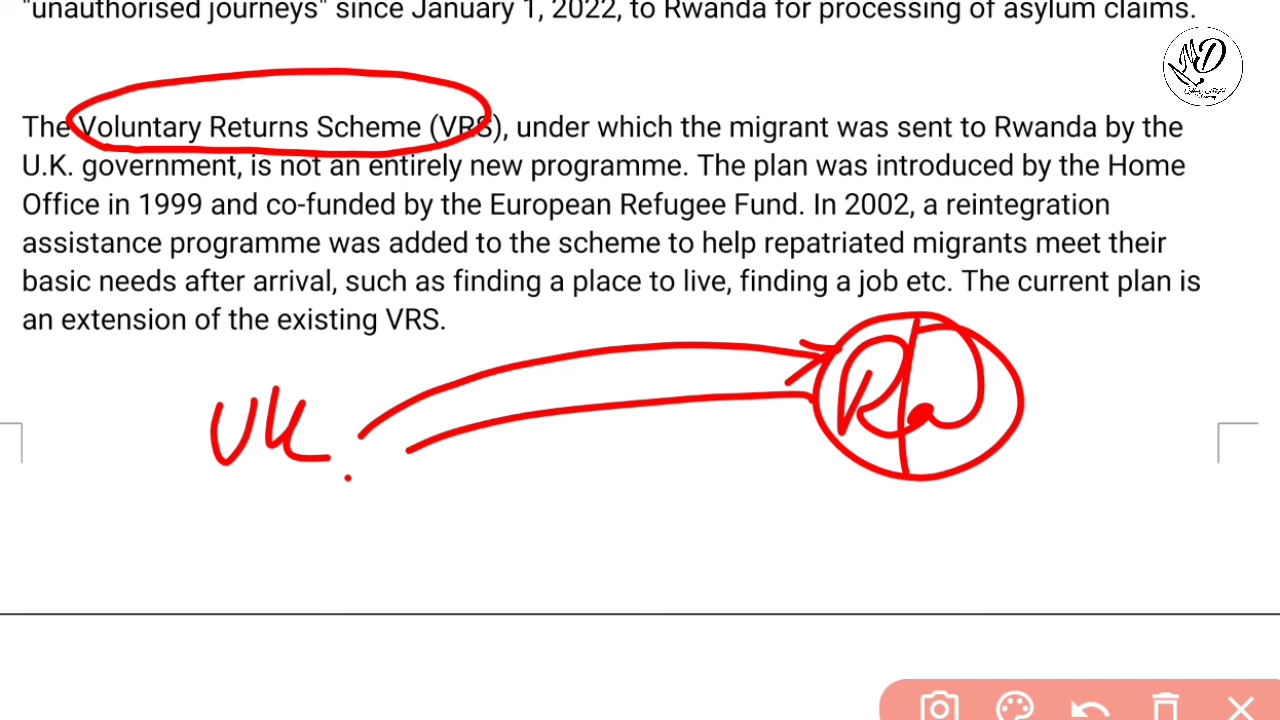 "unauthorised journeys" since January 1, 2022, to Rwanda for processing of asylum claims.
The Voluntary Returns Scheme (VRS), under which the migrant was sent to Rwanda by the
U.K. government, is not an entirely new programme. The plan was introduced by the Home
Office in 1999 and co-funded by the European Refugee Fund. In 2002, a reintegration
assistance programme was added to the scheme to help repatriated migrants meet their
basic needs after arrival, such as finding a place to live, finding a job etc. The current plan is
an extension of the existing VRS.
UK